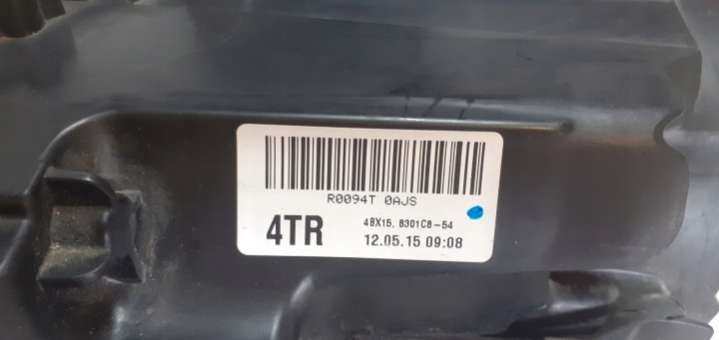 R0094T 0AJS
4TR
48X15, 8301C8-54
12.05.15 09:08